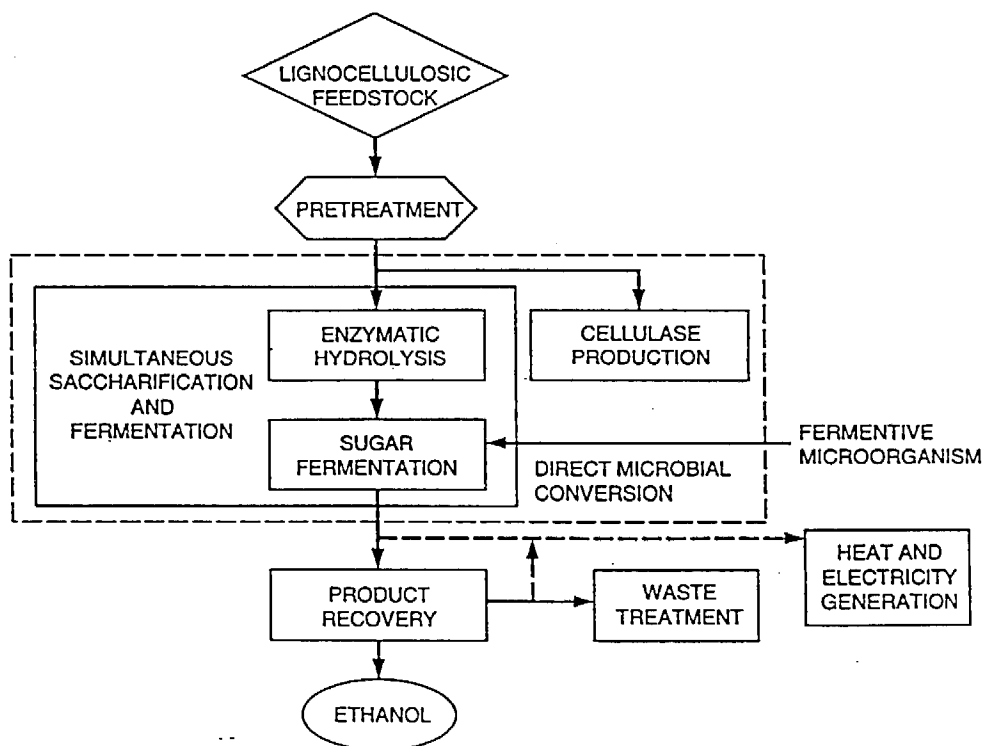 LIGNOCELLULOSIC
FEEDSTOCK
PRETREATMENT
ENZYMATIC
HYDROLYSIS
CELLULASE
PRODUCTION
SIMULTANEOUS
SACCHARIFICATION
AND
FERMENTATION
SUGAR
FERMENTATION
FERMENTIVE
MICROORGANISM
DIRECT MICROBIAL
CONVERSION
HEAT AND
ELECTRICITY
GENERATION
PRODUCT
RECOVERY
WASTE
TREATMENT
ETHANOL